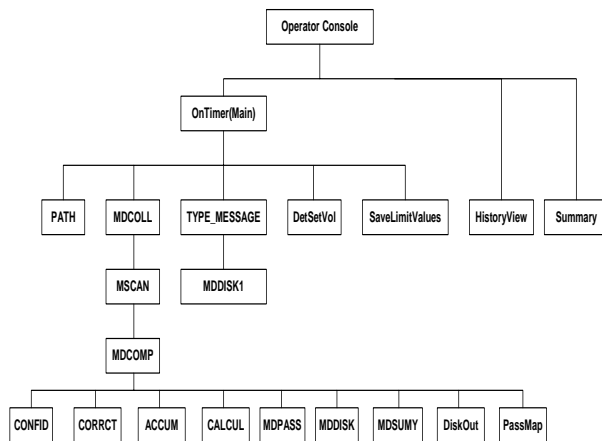 Operator Console
OnTimer(Main)
PATH
MDCOLL
TYPE_MESSAGE
DetSetVol
SaveLimitValues
HistoryView
Summary
MSCAN
MDDISK1
MDCOMP
CONFID
CORRCT
ACCUM
CALCUL
MDPASS
MDDISK
MDSUMY
DiskOut
PassMap